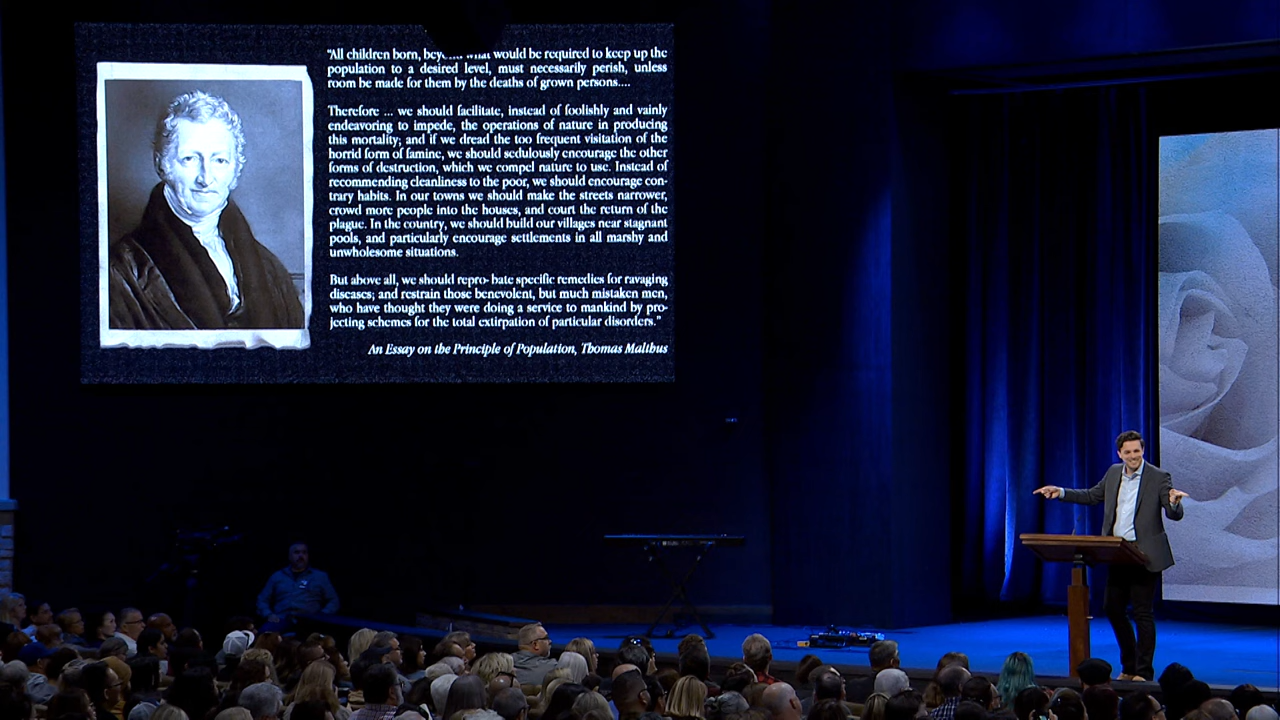 "All children born, what would be required to keep up the
population to a desired level, must necessarily perish, unless
room be made for them by the deaths of grown persons....
Therefore ... we should facilitate, instead of foolishly and vainly
endeavoring to impede, the operations of nature in producing
this mortality; and if we dread the too frequent visitation of the
horrid form of famine, we should sedulously encourage the other
forms of destruction, which we compel nature to use. Instead of
recommending cleanliness to the poor, we should encourage con-
trary habits. In our towns we should make the streets narrower,
crowd more people into the houses, and court the return of the
plague. In the country, we should build our villages near stagnant
pools, and particularly encourage settlements in all marshy and
unwholesome situations.
But above all, we should repro- bate specific remedies for ravaging
diseases; and restrain those benevolent, but much mistaken men,
who have thought they were doing a service to mankind by pro-
jecting schemes for the total extirpation of particular disorders."
An Essay on the Principle of Population, Thomas Malthus